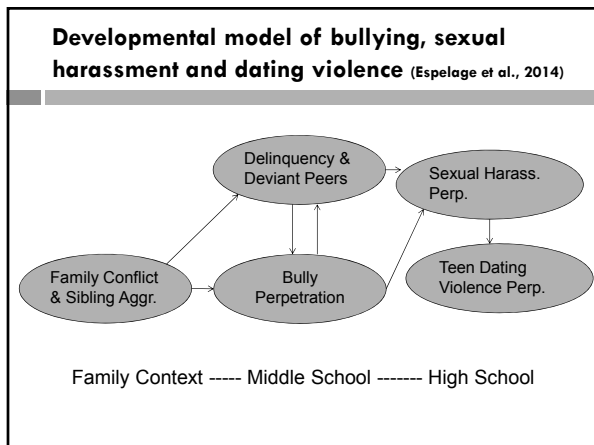 Developmental model of bullying, sexual
harassment and dating violence (Espelage et al., 2014)
Delinquency &
Deviant Peers
Sexual Harass.
Perp.
Family Conflict
& Sibling Aggr.
Bully
Perpetration
Teen Dating
Violence Perp.
Family Context ----- Middle School ------- High School